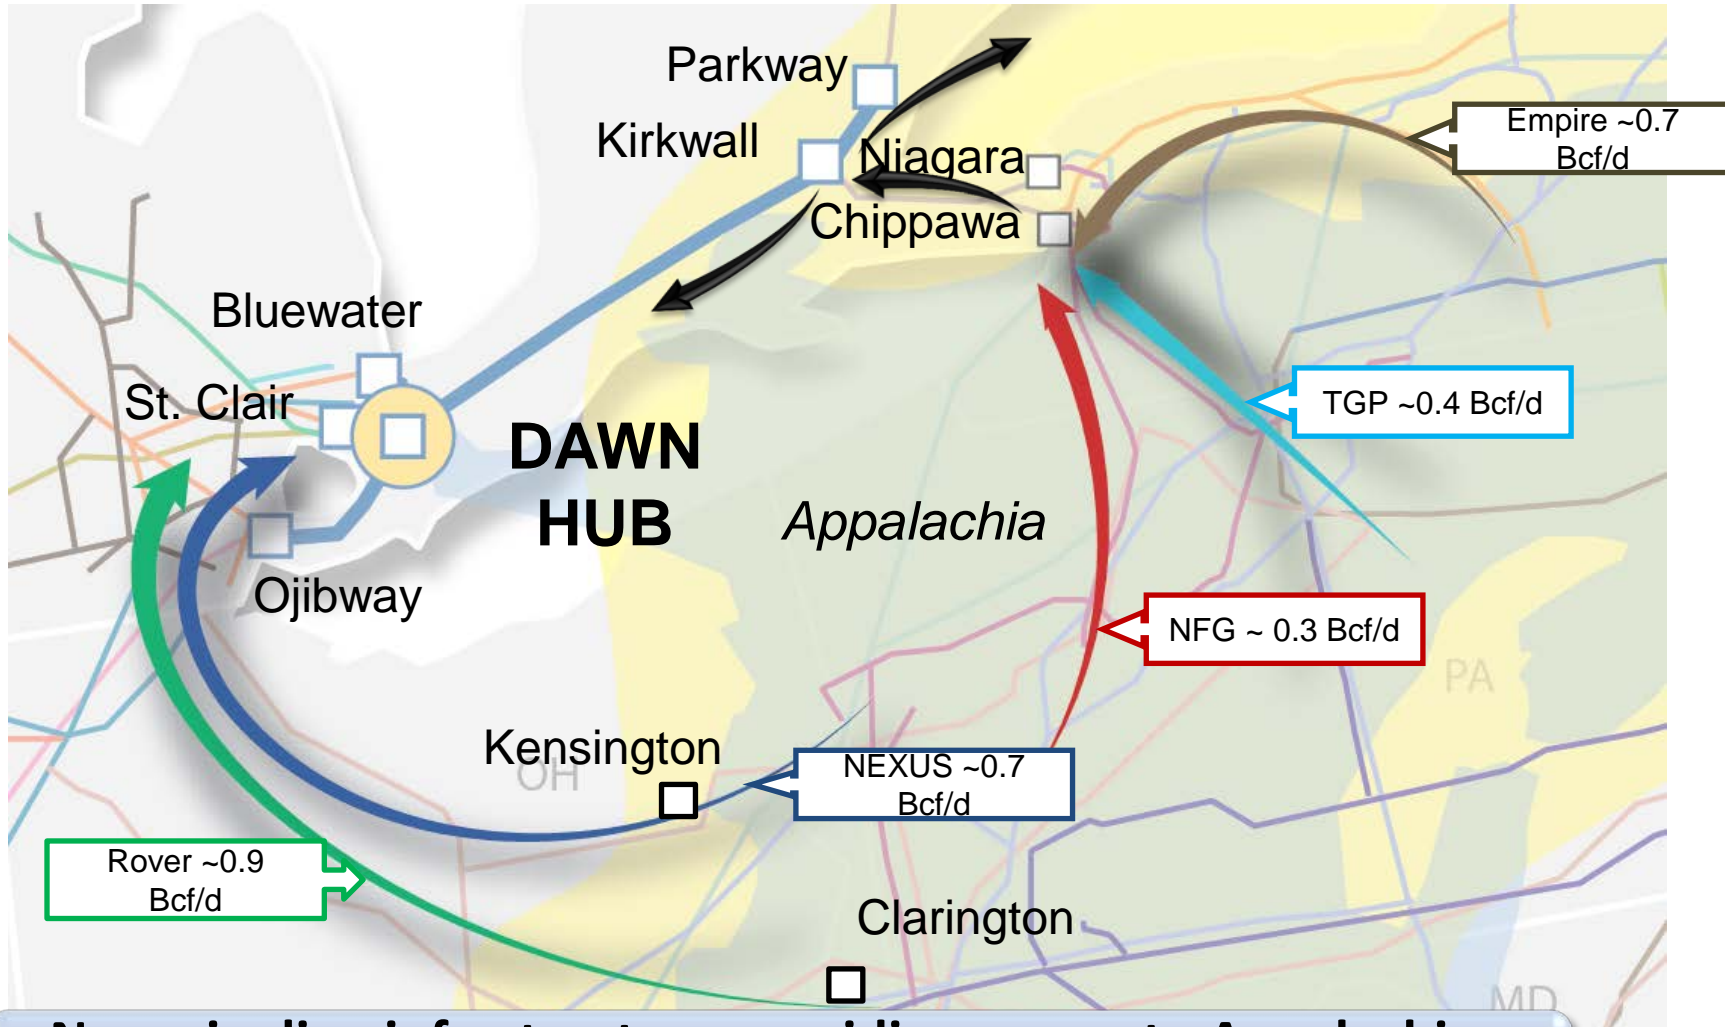 Parkway
Kirkwall
Niagara
Chippawa
Empire ~0.7
Bcf/d
Bluewater
St. Clair
DAWN
HUB
TGP ~0.4 Bcf/d
Appalachia
Ojibway
NFG ~ 0.3 Bcf/d
PA
Kensington
OH
NEXUS ~0.7
Bcf/d
Rover ~0.9
Bcf/d
Clarington
MD